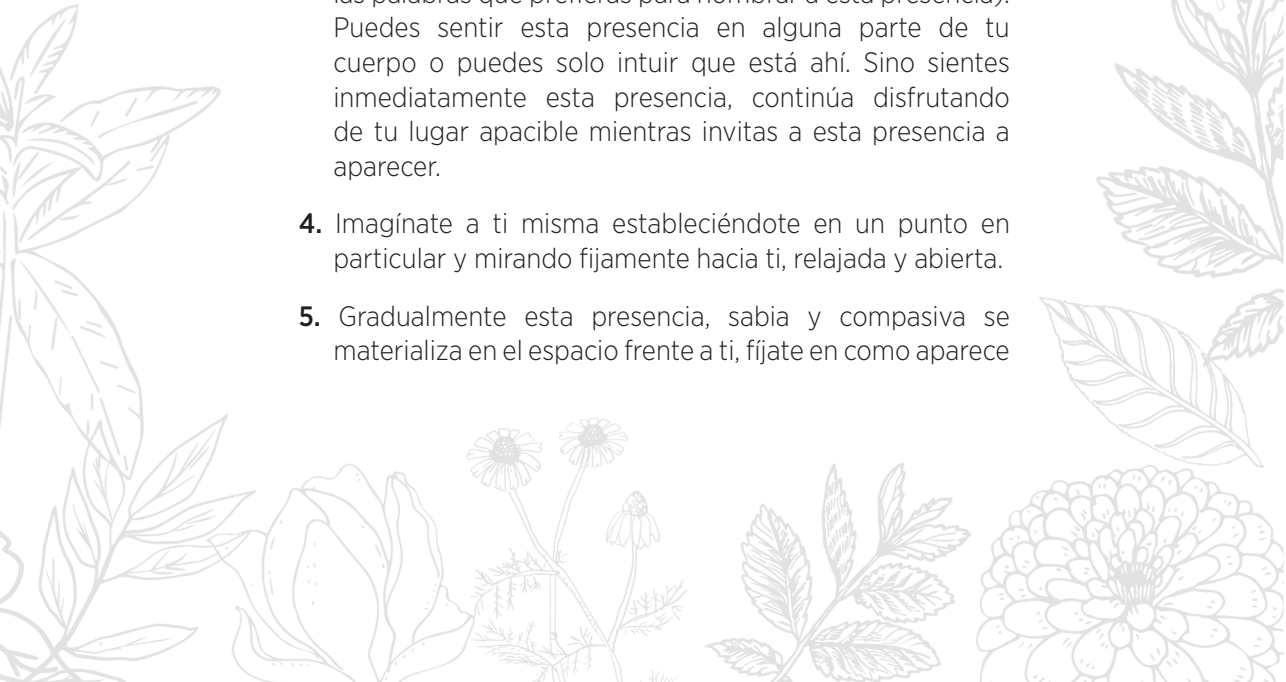 las palabras que prefieras para nombrar a esta presencia).
Puedes sentir esta presencia en alguna parte de tu
cuerpo o puedes solo intuir que está ahí. Sino sientes
inmediatamente esta presencia, continúa disfrutando
de tu lugar apacible mientras invitas a esta presencia a
aparecer.
4. Imagínate a ti misma estableciéndote en un punto en
particular y mirando fijamente hacia ti, relajada y abierta.
5. Gradualmente esta presencia, sabia y compasiva se
materializa en el espacio frente a ti, fíjate en como aparece